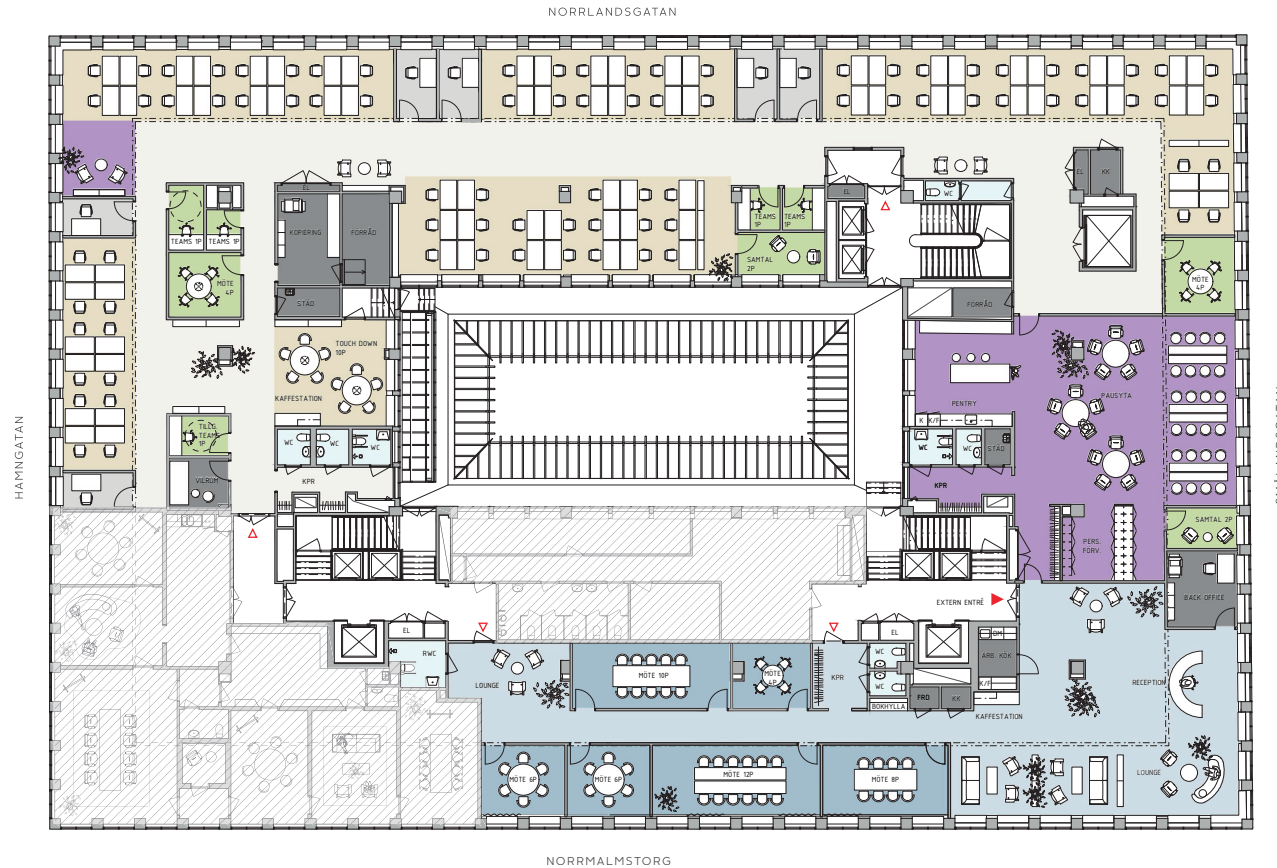 NORRLANDSGATAN
EL
EL
KK
EL
WC
KOPIERING
FÖRRÅD
TEAMS 1P
TEAMS 1P
TEAMS
1P
TEAMS
1P
SAMTAL
2P
MÖTE
4P
MÖTE
4P
STÄD
FÖRRÅD
TOUCH DOWN
10P
KAFFESTATION
PENTRY
PAUSYTA
K
K/F
TILLG
TEAMS
1P
WC
WC
WC
WC
WC
STÄD
VILRUM
KPR
KPR
HAMNGATAN
SAMTAL 2P
PERS.
FÖRV.
BACK OFFICE
EXTERN ENTRÉ
EL
EL
DM
RWC
WC
ARB. KÖK
LOUNGE
MÖTE 10P
MÖTE
4P
KPR
WC
K/F
RECEPTION
BOKHYLLA
FRD
KK
KAFFESTATION
MÖTE 6P
MÖTE 6P
MÖTE 12P
MÖTE 8P
LOUNGE
NORRMALMSTORG